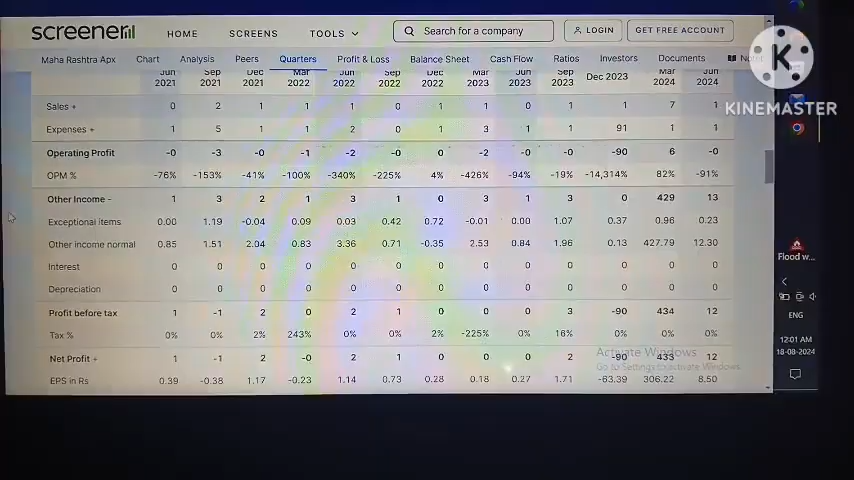 screener HOME SCREENS TOOLS Search for a company LOGIN GET FREE ACCOUNT
Maha Rashtra Apx Chart Analysis Peers Quarters Profit & Loss Balance Sheet Cash Flow Ratios Investors Documents
KINEMASTER
Jun 2021 Sep 2021 Dec 2021 Mar 2022 Jun 2022 Sep 2022 Dec 2022 Mar 2023 Jun 2023 Sep 2023 Dec 2023 Mar 2024 Jun 2024
Sales + 0 2 1 1 1 0 1 1 0 1 1 7 1
Expenses + 1 5 1 1 2 0 1 3 1 1 91 1 1
Operating Profit -0 -3 -0 -1 -2 -0 0 -2 -0 -0 -90 6 -0
OPM % -76% -153% -41% -100% -340% -225% 4% -426% -94% -19% -14,314% 82% -91%
Other Income - 1 3 2 1 3 1 0 3 1 3 0 429 13
Exceptional items 0.00 1.19 -0.04 0.09 0.03 0.42 0.72 -0.01 0.00 1.07 0.37 0.96 0.23
Other income normal 0.85 1.51 2.04 0.83 3.36 0.71 -0.35 2.53 0.84 1.96 0.13 427.79 12.30
Interest 0 0 0 0 0 0 0 0 0 0 0 0 0
Depreciation 0 0 0 0 0 0 0 0 0 0 0 0 0
Profit before tax 1 -1 2 0 2 1 0 0 0 3 -90 434 12
Tax % 0% 0% 2% 243% 0% 0% 2% -225% 0% 16% 0% 0% 0%
Net Profit + 1 -1 2 -0 2 1 0 0 0 2 -90 433 12
EPS in Rs 0.39 -0.38 1.17 -0.23 1.14 0.73 0.28 0.18 0.27 1.71 -63.39 306.22 8.50
Activate Windows
Go to Settings to activate Windows.
Flood w...
ENG
12:01 AM
18-08-2024